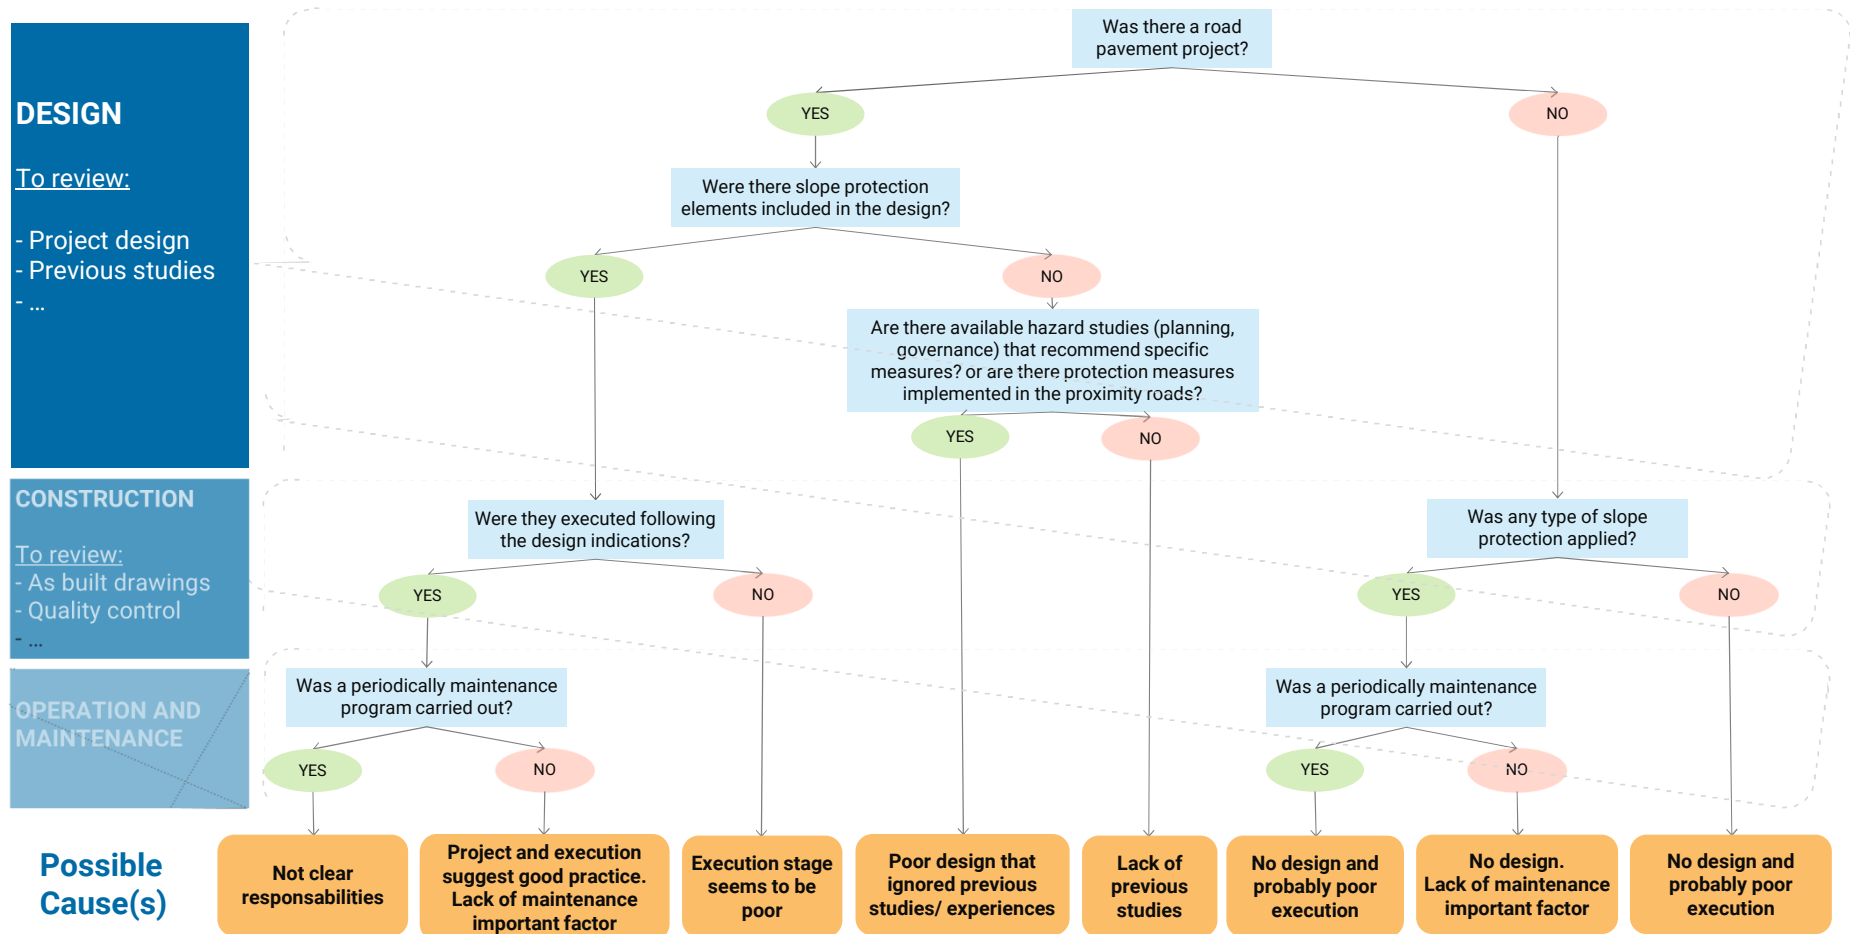 DESIGN
To review:
- Project design
- Previous studies
- ...
CONSTRUCTION
To review:
- As built drawings
- Quality control
- ...
OPERATION AND
MAINTENANCE
Was there a road
pavement project?
YES
NO
Were there slope protection
elements included in the design?
YES
NO
Are there available hazard studies (planning,
governance) that recommend specific
measures? or are there protection measures
implemented in the proximity roads?
YES
NO
Were they executed following
the design indications?
Was any type of slope
protection applied?
YES
NO
YES
NO
Was a periodically maintenance
program carried out?
Was a periodically maintenance
program carried out?
YES
NO
YES
NO
Possible
Cause(s)
Not clear
responsabilities
Project and execution
suggest good practice.
Lack of maintenance
important factor
Execution stage
seems to be
poor
Poor design that
ignored previous
studies/ experiences
Lack of
previous
studies
No design and
probably poor
execution
No design.
Lack of maintenance
important factor
No design and
probably poor
execution